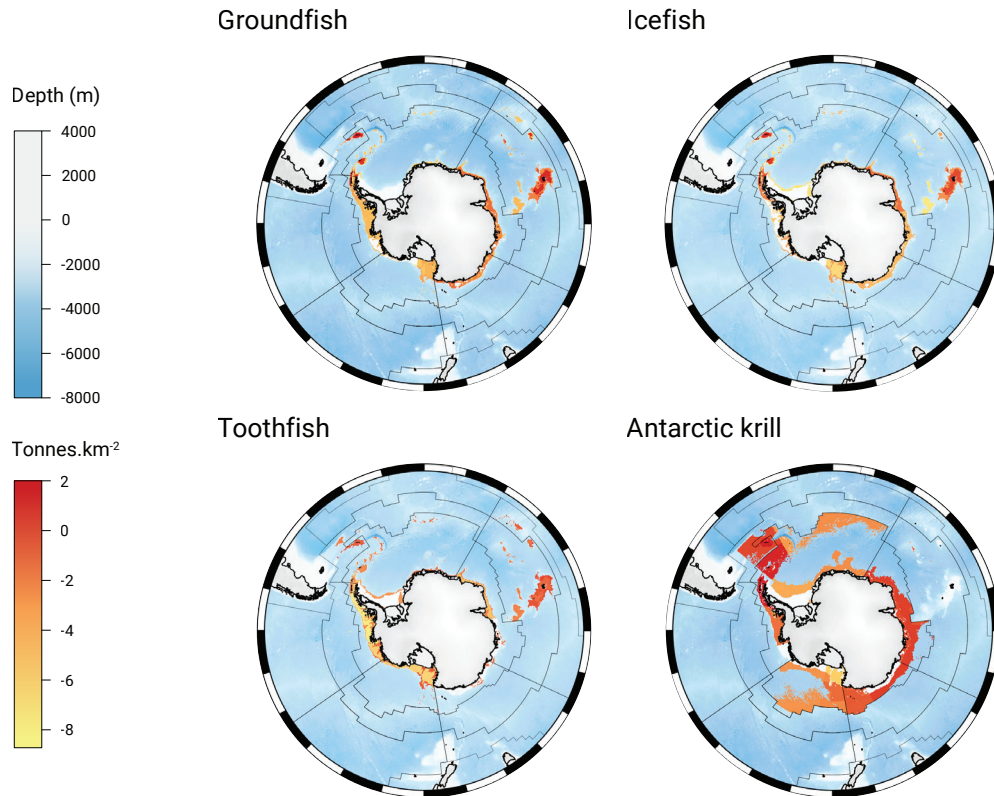 Groundfish
Icefish
Depth (m)
4000
2000
0
-2000
-4000
-6000
-8000
Toothfish
Antarctic krill
Tonnes.km-2
2
0
-2
-4
-6
-8